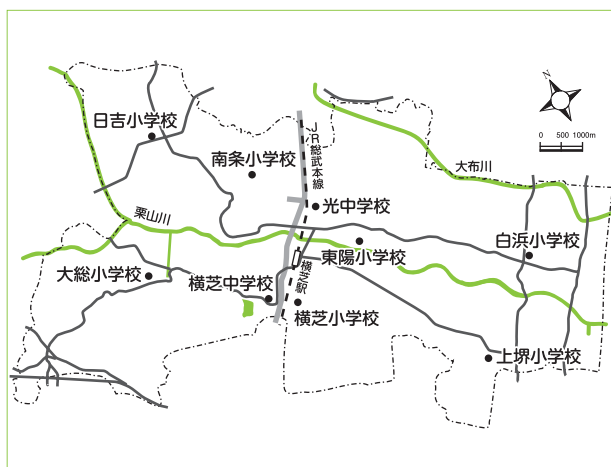 日吉小学校
南条小学校
JR総武本線
N
0 500 1000m
大布川
栗山川
光中学校
大総小学校
横芝中学校
横芝駅
東陽小学校
白浜小学校
横芝小学校
上堺小学校